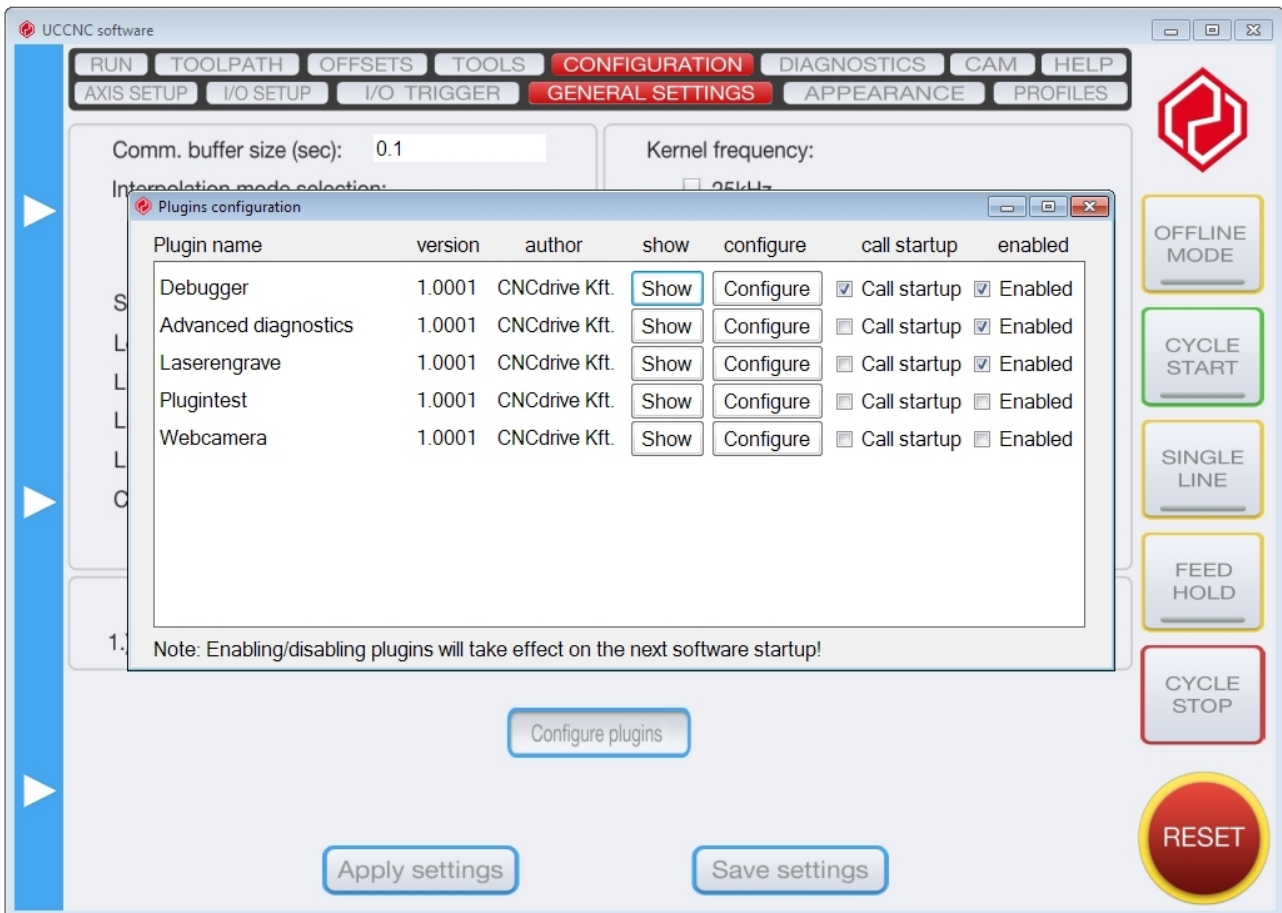 UCCNC software
RUN TOOLPATH OFFSETS TOOLS CONFIGURATION DIAGNOSTICS CAM HELP
AXIS SETUP I/O SETUP I/O TRIGGER GENERAL SETTINGS APPEARANCE PROFILES
Comm. buffer size (sec): 0.1
Kernel frequency:
Interpolation mode selection:
25kHz
Plugins configuration
Plugin name version author show configure call startup enabled
Debugger 1.0001 CNCdrive Kft. Show Configure Call startup Enabled
Advanced diagnostics 1.0001 CNCdrive Kft. Show Configure Call startup Enabled
Laserengrave 1.0001 CNCdrive Kft. Show Configure Call startup Enabled
Plugintest 1.0001 CNCdrive Kft. Show Configure Call startup Enabled
Webcamera 1.0001 CNCdrive Kft. Show Configure Call startup Enabled
Note: Enabling/disabling plugins will take effect on the next software startup!
S
L
L
L
C
1.)
Configure plugins
Apply settings Save settings
OFFLINE
MODE
CYCLE
START
SINGLE
LINE
FEED
HOLD
CYCLE
STOP
RESET